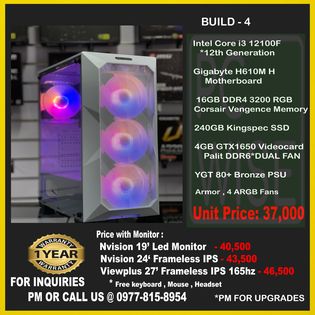 BUILD - 4
Intel Core i3 12100F
*12th Generation
Gigabyte H610M H
Motherboard
16GB DDR4 3200 RGB
Corsair Vengence Memory
240GB Kingspec SSD
4GB GTX1650 Videocard
Palit DDR6*DUAL FAN
YGT 80+ Bronze PSU
Armor , 4 ARGB Fans
Unit Price: 37,000
Price with Monitor :
Nvision 19' Led Monitor - 40,500
Nvision 24' Frameless IPS - 43,500
Viewplus 27' Frameless IPS 165hz - 46,500
* Free keyboard , Mouse , Headset
WARRANTY
1 YEAR
WARRANTY
FOR INQUIRIES
PM OR CALL US @ 0977-815-8954
*PM FOR UPGRADES